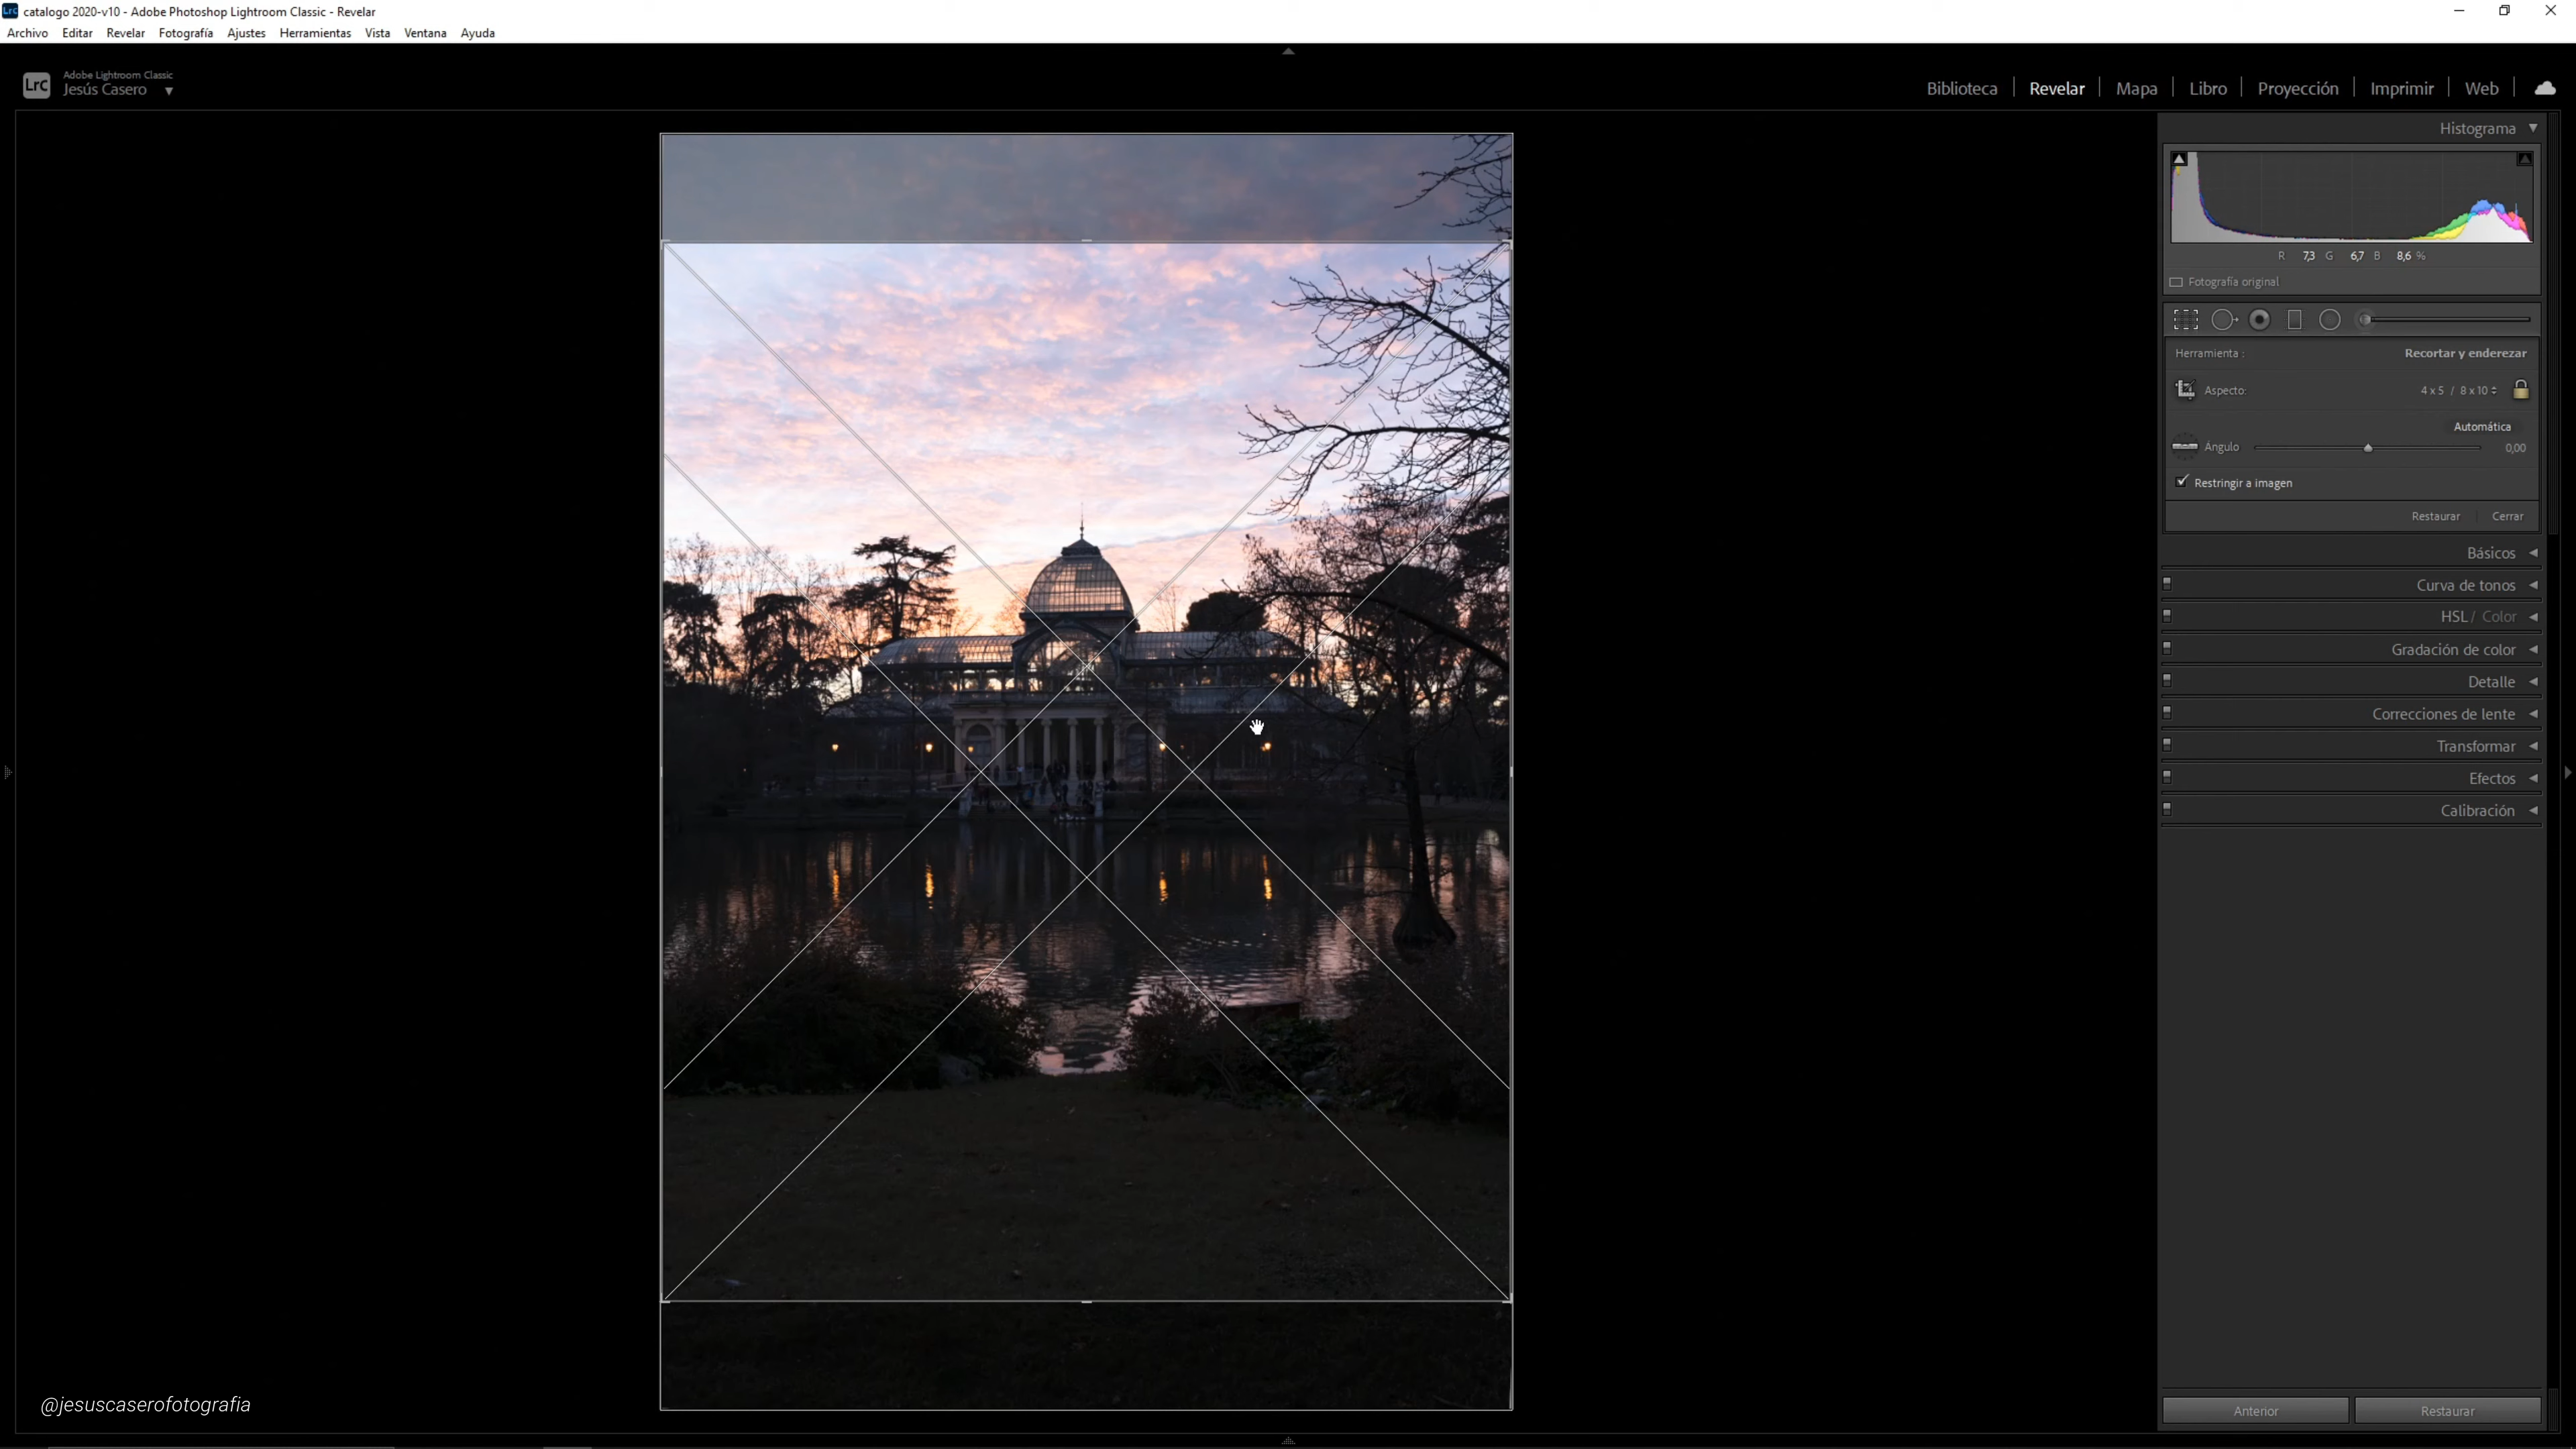 Lrc catalogo 2020-v10 - Adobe Photoshop Lightroom Classic - Revelar
Archivo Editar Revelar Fotografía Ajustes Herramientas Vista Ventana Ayuda
LrC
Adobe Lightroom Classic
Jesús Casero
Biblioteca Revelar Mapa Libro Proyección Imprimir Web
Histograma
R 7,3 G 6,7 B 8,6 %
Fotografía original
Herramienta : Recortar y enderezar
Aspecto: 4 x 5 / 8 x 10
Automática
Ángulo 0,00
Restringir a imagen
Restaurar Cerrar
Básicos
Curva de tonos
HSL / Color
Gradación de color
Detalle
Correcciones de lente
Transformar
Efectos
Calibración
@jesuscaserofotografia
Anterior Restaurar